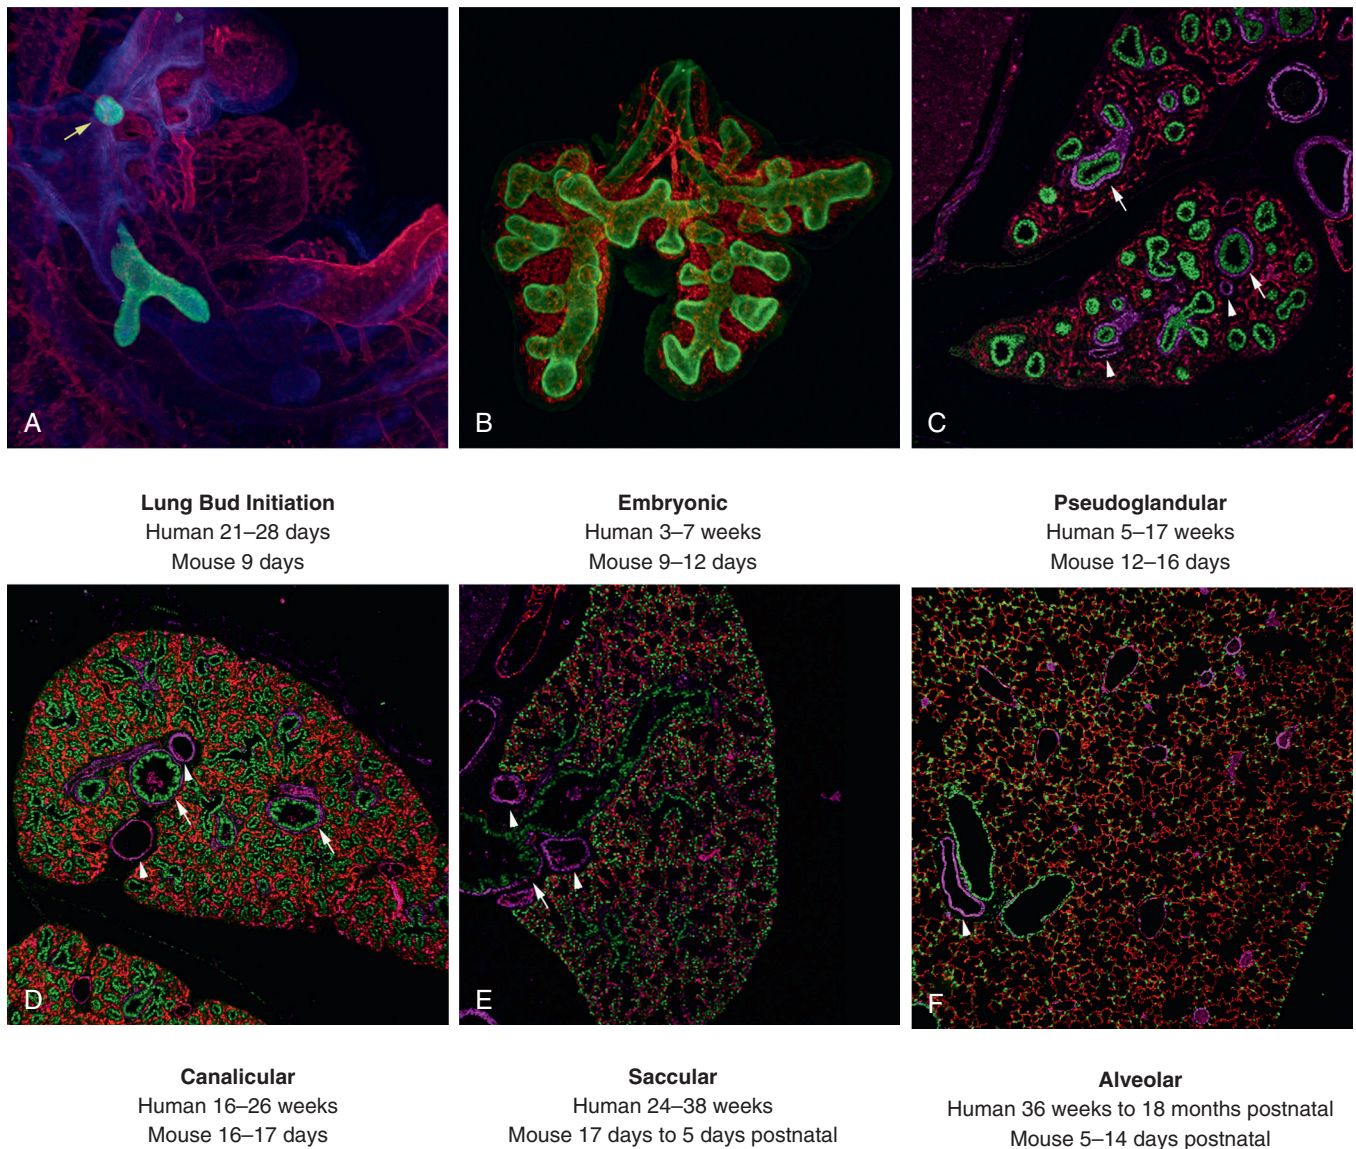 A
B
C
Lung Bud Initiation
Human 21–28 days
Mouse 9 days
Embryonic
Human 3–7 weeks
Mouse 9–12 days
Pseudoglandular
Human 5–17 weeks
Mouse 12–16 days
D
E
F
Canalicular
Human 16–26 weeks
Mouse 16–17 days
Saccular
Human 24–38 weeks
Mouse 17 days to 5 days postnatal
Alveolar
Human 36 weeks to 18 months postnatal
Mouse 5–14 days postnatal